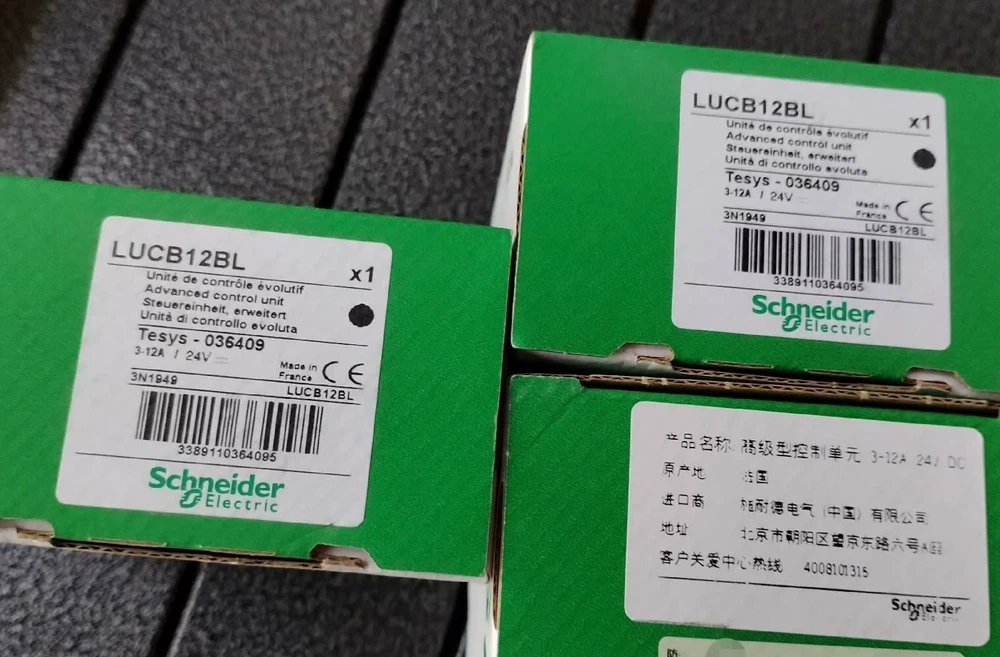 LUCB12BL
x1
Unité de contrôle évolutif
Advanced control unit
Steuereinheit, erweitert
Unità di controllo evoluta
Tesys - 036409
3-12A / 24V
Made in
France
CE
3N1949
LUCB12BL
3389110364095
Schneider
Electric
LUCB12BL
x1
Unité de contrôle évolutif
Advanced control unit
Steuereinheit, erweitert
Unità di controllo evoluta
Tesys - 036409
3-12A / 24V
Made in
France
CE
3N1949
LUCB12BL
3389110364095
Schneider
Electric
产品名称: 高级型控制单元 3-12A 24V DC
原产地 法国
进口商 施耐德电气（中国）有限公司
地址 北京市朝阳区望京东路六号A座
客户关爱中心热线 4008101315
Schneider
Electric
防